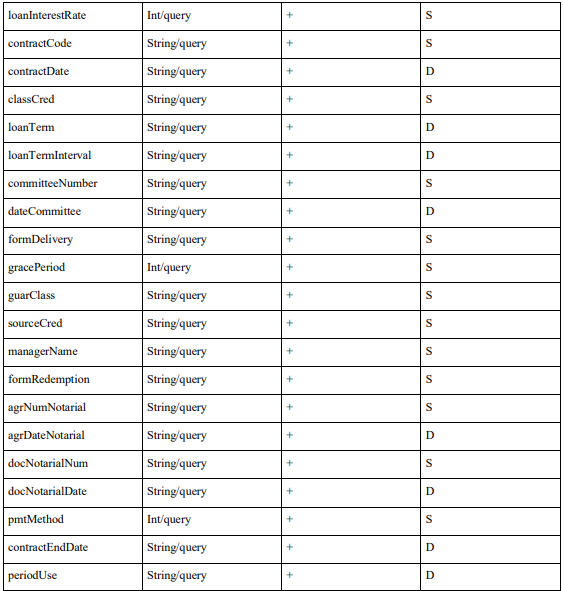 loanInterestRate Int/query + S
contractCode String/query + S
contractDate String/query + D
classCred String/query + S
loanTerm String/query + D
loanTermInterval String/query + D
committeeNumber String/query + S
dateCommittee String/query + D
formDelivery String/query + S
gracePeriod Int/query + S
guarClass String/query + S
sourceCred String/query + S
managerName String/query + S
formRedemption String/query + S
agrNumNotarial String/query + S
agrDateNotarial String/query + D
docNotarialNum String/query + S
docNotarialDate String/query + D
pmtMethod Int/query + S
contractEndDate String/query + D
periodUse String/query + D